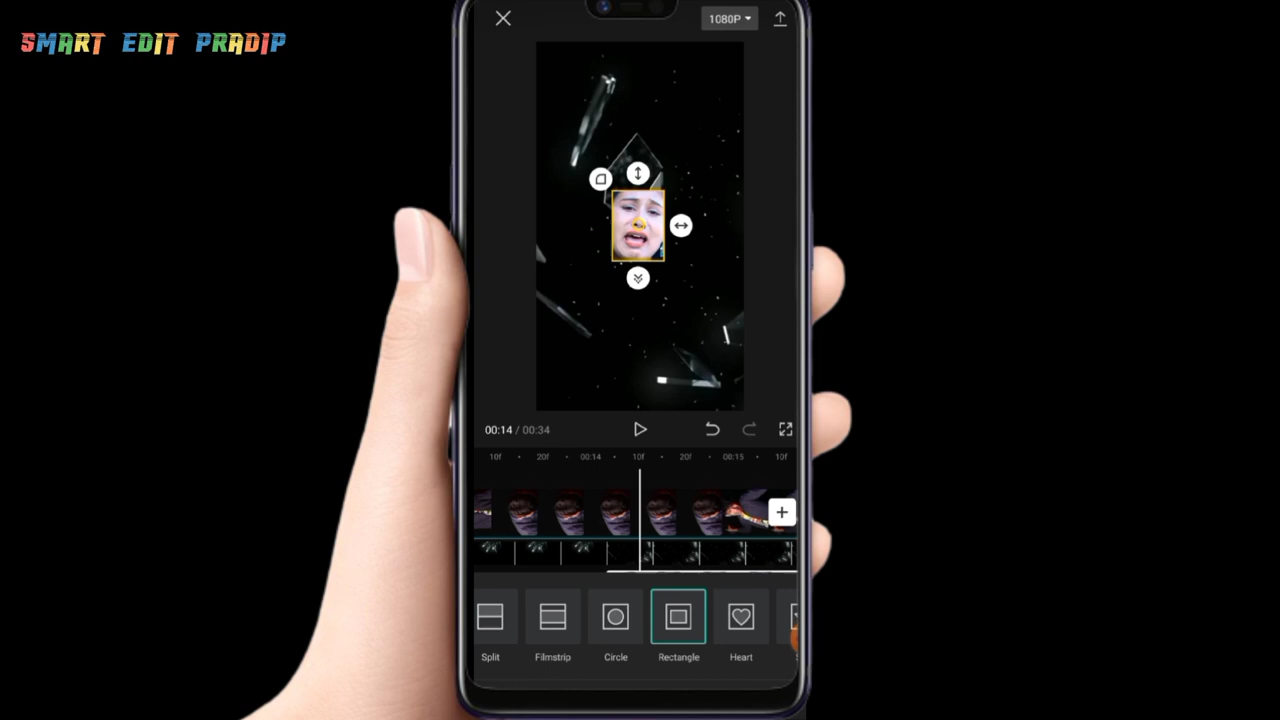 SMART EDIT PRADIP
1080P
00:14 / 00:34
10f 20f 00:14 10f 20f 00:15 10f
Split Filmstrip Circle Rectangle Heart